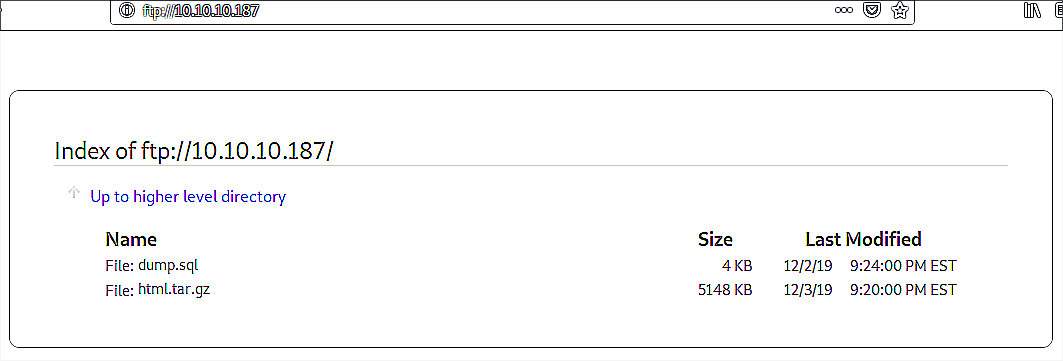 ftp://10.10.10.187
Index of ftp://10.10.10.187/
Up to higher level directory
Name Size Last Modified
File: dump.sql 4 KB 12/2/19 9:24:00 PM EST
File: html.tar.gz 5148 KB 12/3/19 9:20:00 PM EST